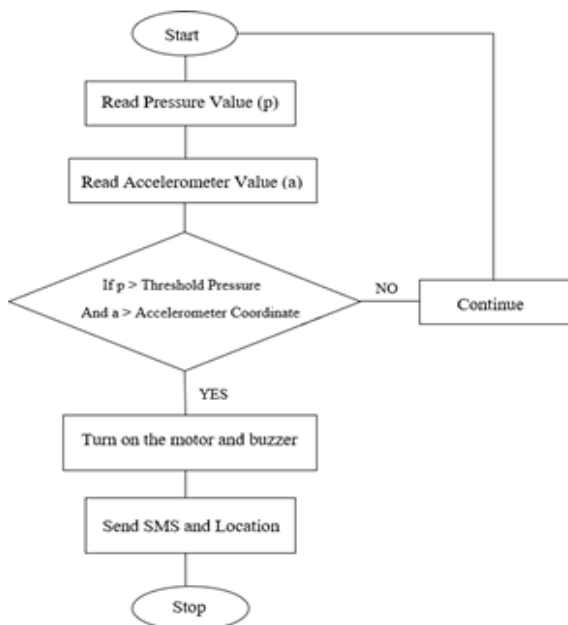 Start
Read Pressure Value (p)
Read Accelerometer Value (a)
If p > Threshold Pressure
And a > Accelerometer Coordinate
NO
Continue
YES
Turn on the motor and buzzer
Send SMS and Location
Stop